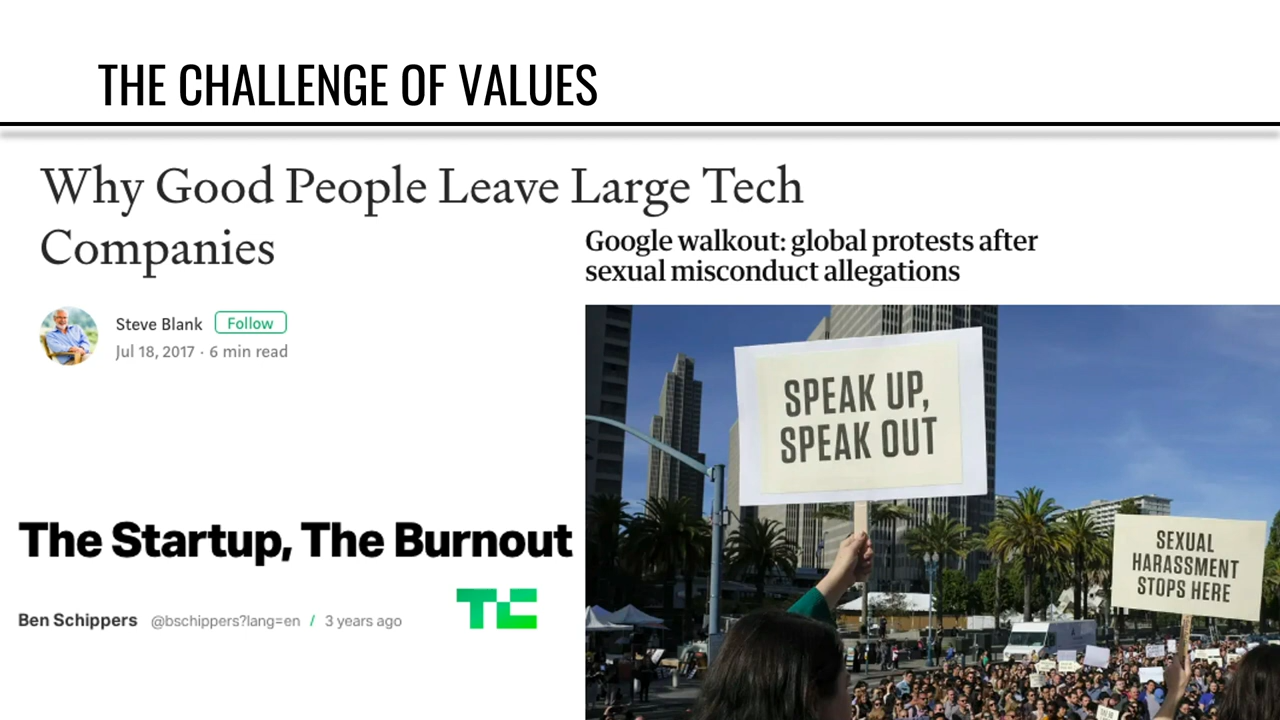 THE CHALLENGE OF VALUES
Why Good People Leave Large Tech
Companies
Steve Blank Follow
Jul 18, 2017 · 6 min read
Google walkout: global protests after
sexual misconduct allegations
SPEAK UP,
SPEAK OUT
SEXUAL
HARASSMENT
STOPS HERE
The Startup, The Burnout
TC
Ben Schippers @bschippers?lang=en / 3 years ago